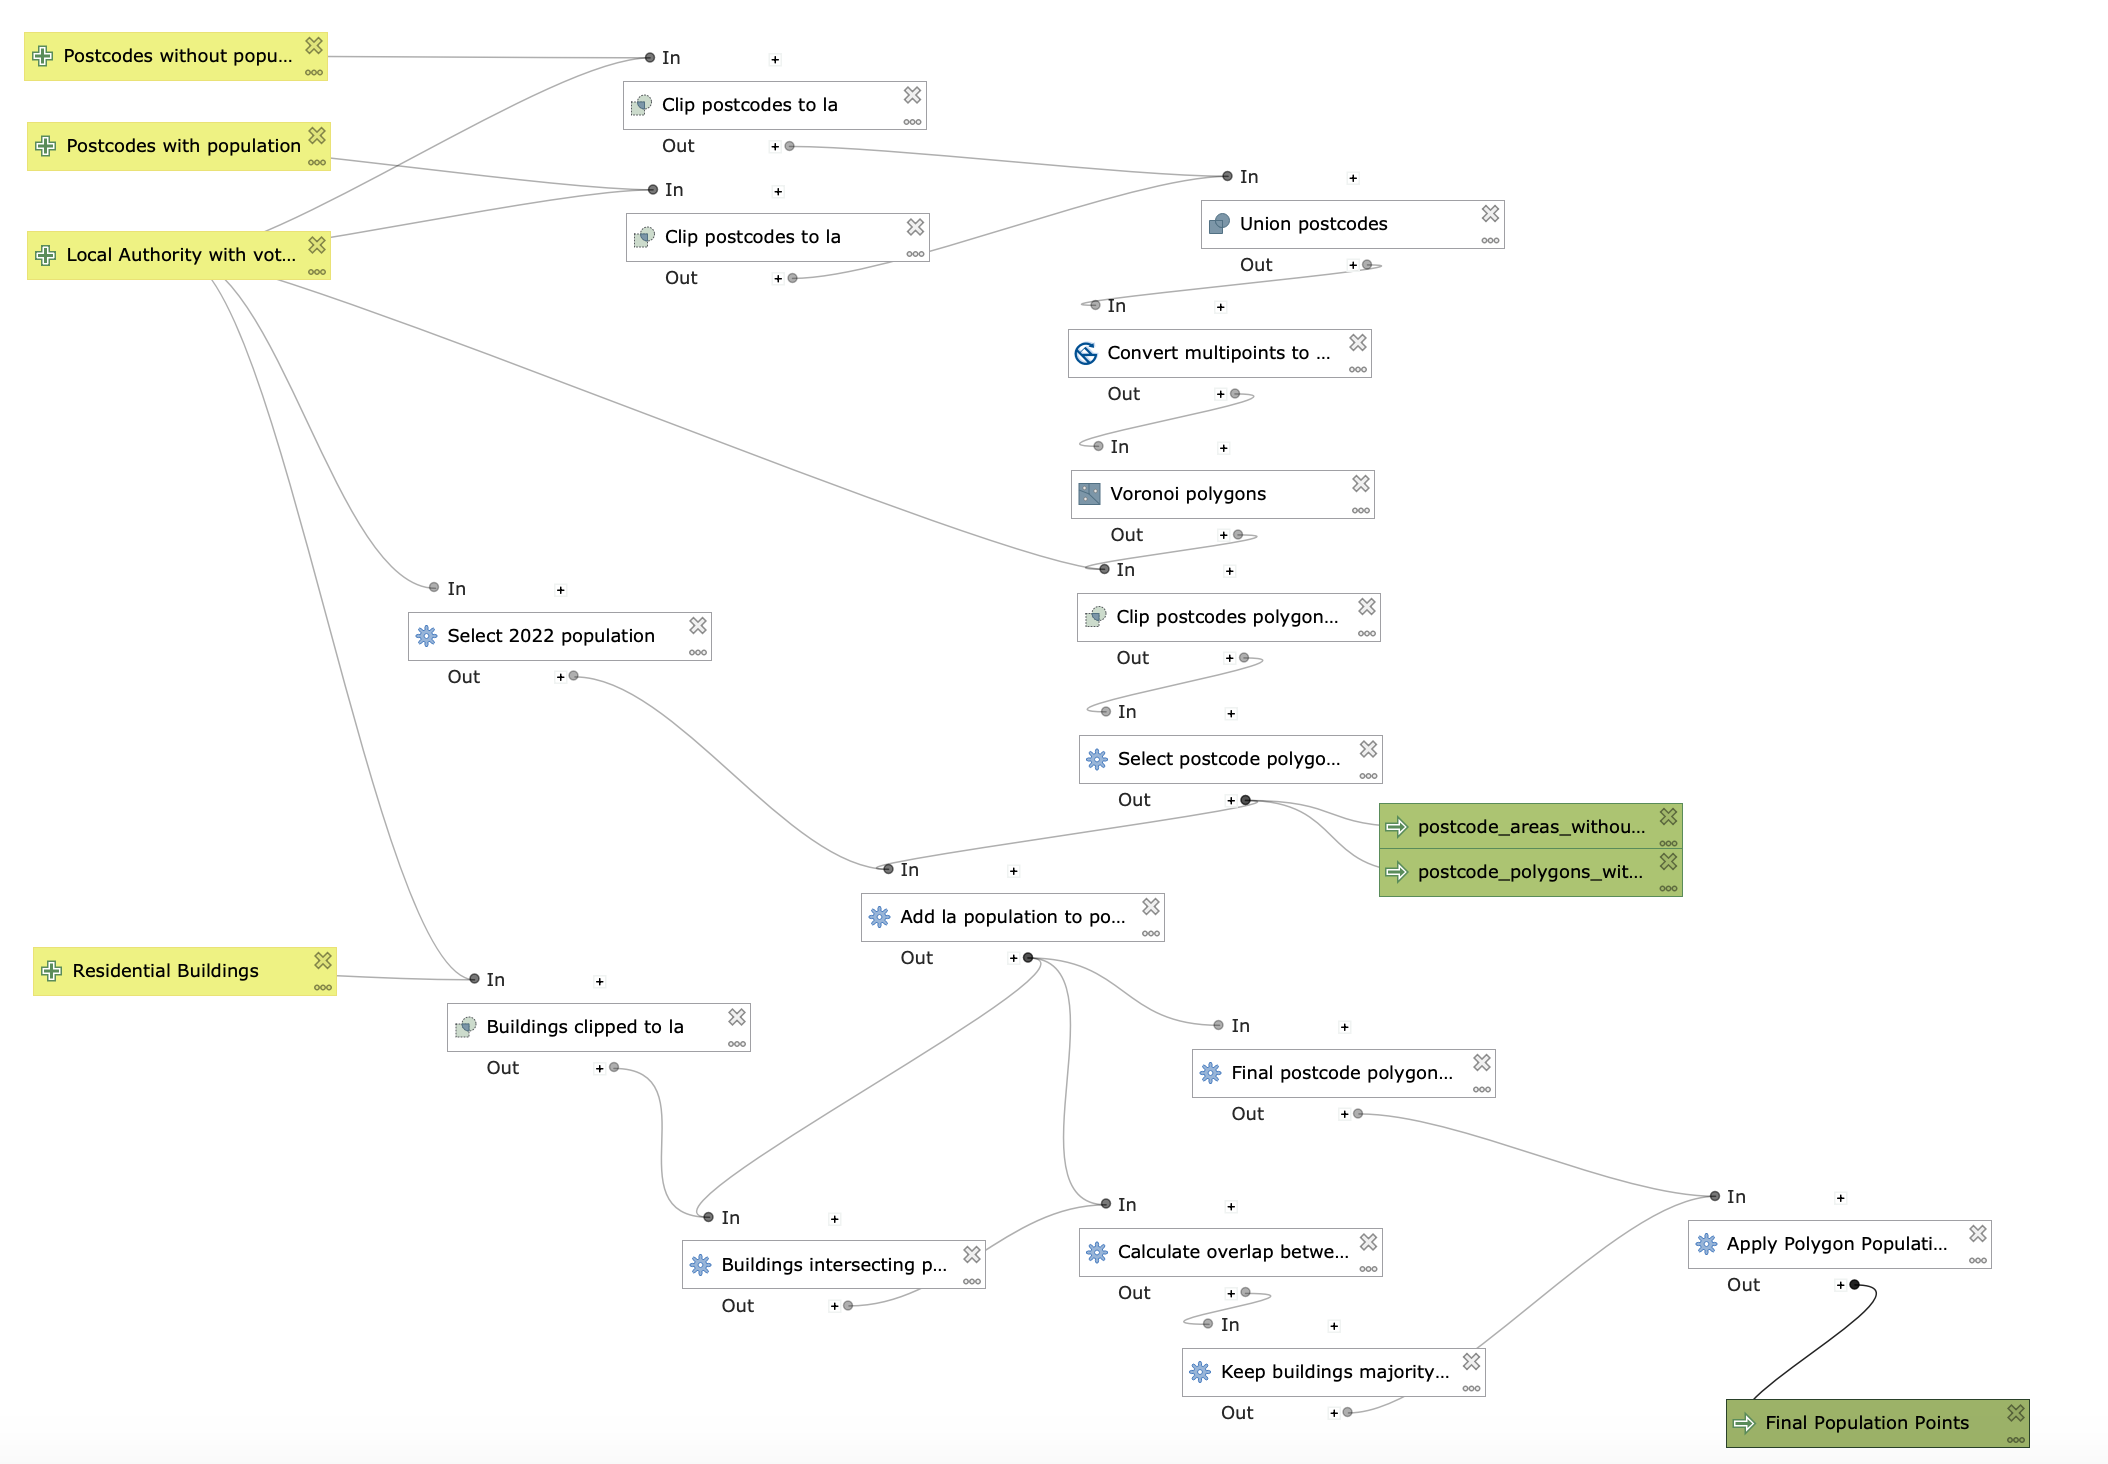 Postcodes without popu...
In
Clip postcodes to la
Out
Postcodes with population
In
Clip postcodes to la
Out
Local Authority with vot...
In
Union postcodes
Out
In
Convert multipoints to ...
Out
In
Voronoi polygons
Out
In
Clip postcodes polygon...
Out
In
Select 2022 population
Out
In
Select postcode polygo...
Out
postcode_areas_withou...
postcode_polygons_wit...
In
Add la population to po...
Out
Residential Buildings
In
Buildings clipped to la
Out
In
Final postcode polygon...
Out
In
Buildings intersecting p...
Out
In
Calculate overlap betwe...
Out
In
Keep buildings majority...
Out
In
Apply Polygon Populati...
Out
Final Population Points